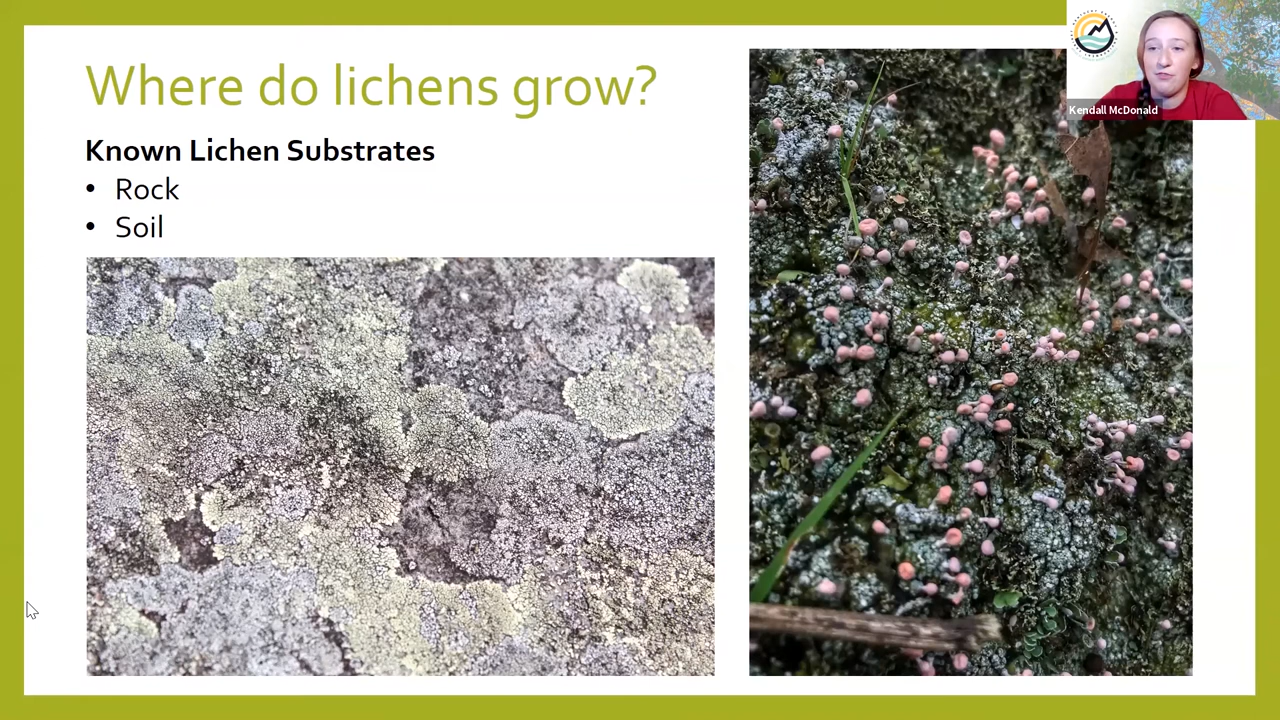 Where do lichens grow?
Known Lichen Substrates
• Rock
• Soil
Kendall McDonald